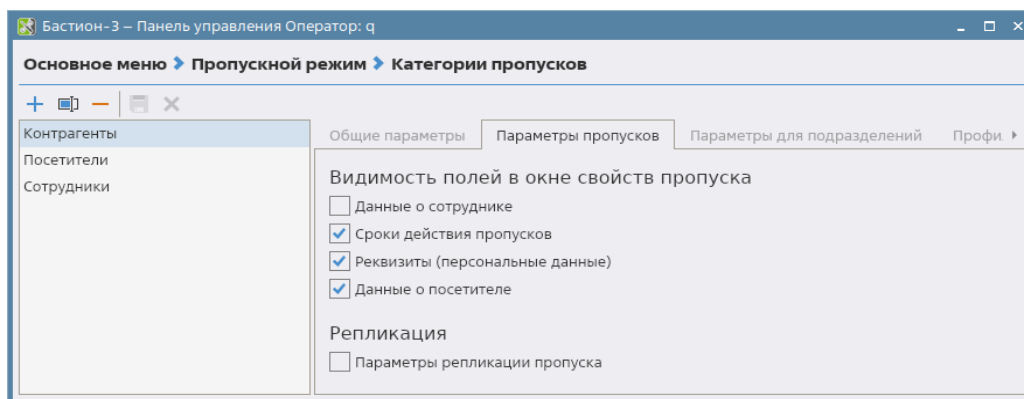 Бастион-3 – Панель управления Оператор: q
Основное меню Пропускной режим Категории пропусков
Контрагенты
Посетители
Сотрудники
Общие параметры Параметры пропусков Параметры для подразделений Профи.
Видимость полей в окне свойств пропуска
Данные о сотруднике
Сроки действия пропусков
Реквизиты (персональные данные)
Данные о посетителе
Репликация
Параметры репликации пропуска